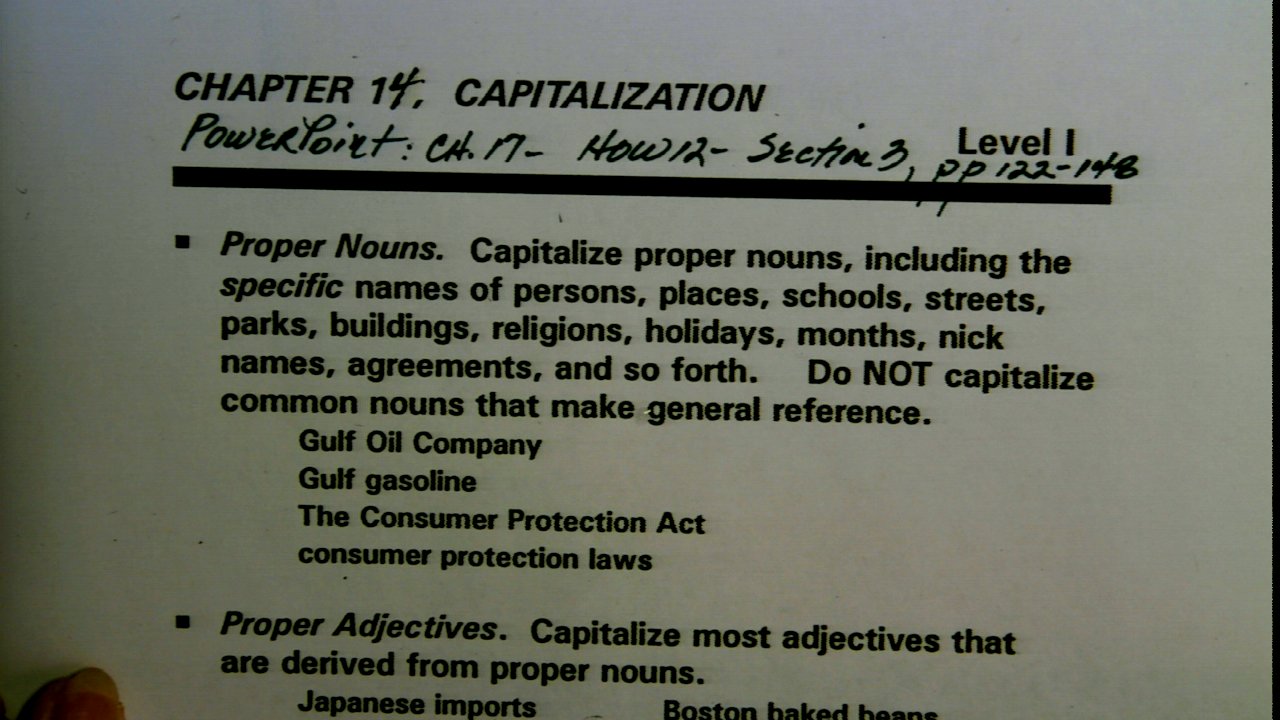 CHAPTER 14. CAPITALIZATION
PowerPoint: CH. 17 - HOW12 - Section 3, pp 122-148
Level I
Proper Nouns. Capitalize proper nouns, including the
specific names of persons, places, schools, streets,
parks, buildings, religions, holidays, months, nick
names, agreements, and so forth. Do NOT capitalize
common nouns that make general reference.
Gulf Oil Company
Gulf gasoline
The Consumer Protection Act
consumer protection laws
Proper Adjectives. Capitalize most adjectives that
are derived from proper nouns.
Japanese imports Boston baked beans